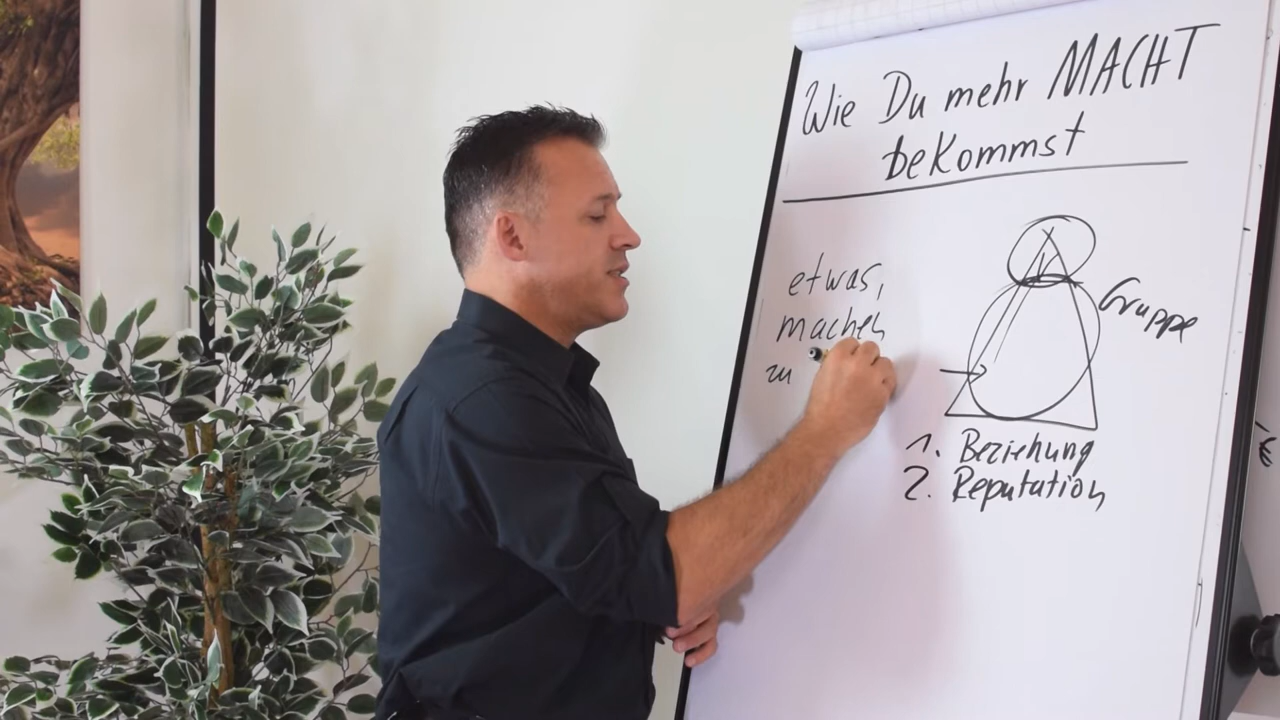 Wie Du mehr MACHT
bekommst
etwas,
machen
zu
Gruppe
1. Beziehung
2. Reputation
€